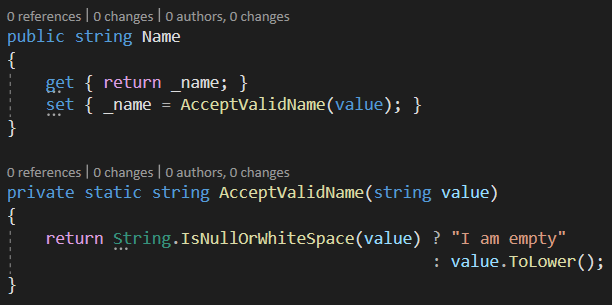 0 references | 0 changes | 0 authors, 0 changes
public string Name
{
get { return _name; }
set { _name = AcceptValidName(value); }
}
0 references | 0 changes | 0 authors, 0 changes
private static string AcceptValidName(string value)
{
return String.IsNullOrWhiteSpace(value) ? "I am empty"
: value.ToLower();
}